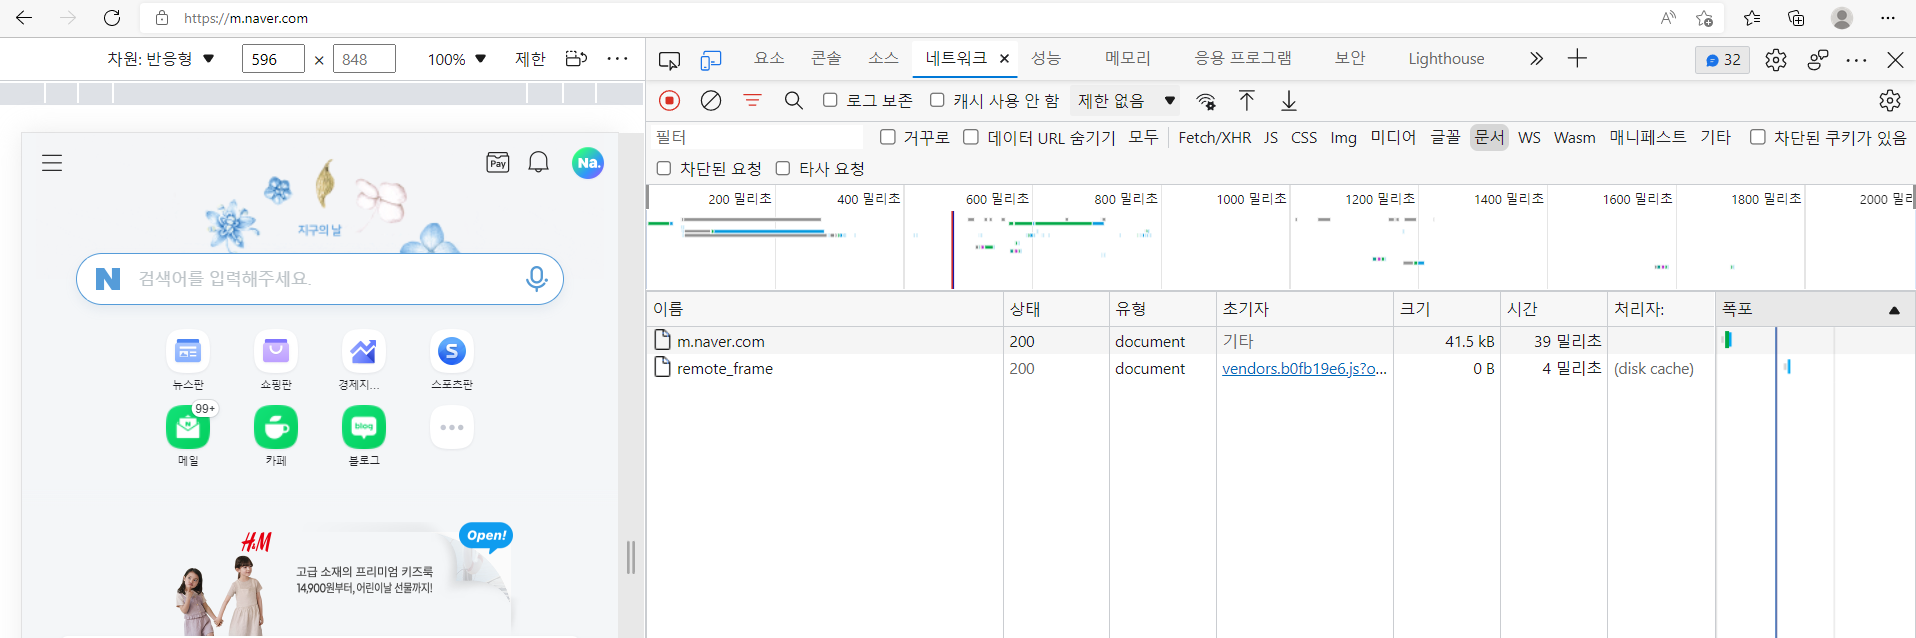 https://m.naver.com
차원: 반응형 596 × 848 100% 제한
요소 콘솔 소스 네트워크 성능 메모리 응용 프로그램 보안 Lighthouse 32
로그 보존 캐시 사용 안 함 제한 없음
필터 거꾸로 데이터 URL 숨기기 모두 Fetch/XHR JS CSS Img 미디어 글꼴 문서 WS Wasm 매니페스트 기타 차단된 쿠키가 있음
차단된 요청 타사 요청
200 밀리초 400 밀리초 600 밀리초 800 밀리초 1000 밀리초 1200 밀리초 1400 밀리초 1600 밀리초 1800 밀리초 2000 밀리
이름 상태 유형 초기자 크기 시간 처리자: 폭포
m.naver.com 200 document 기타 41.5 kB 39 밀리초
remote_frame 200 document vendors.b0fb19e6.js?o... 0 B 4 밀리초 (disk cache)
Pay Na.
지구의 날
N 검색어를 입력해주세요.
뉴스판 쇼핑판 경제지... 스포츠판
S
99+
blog
메일 카페 블로그
H&M
Open!
고급 소재의 프리미엄 키즈룩
14,900원부터, 어린이날 선물까지!